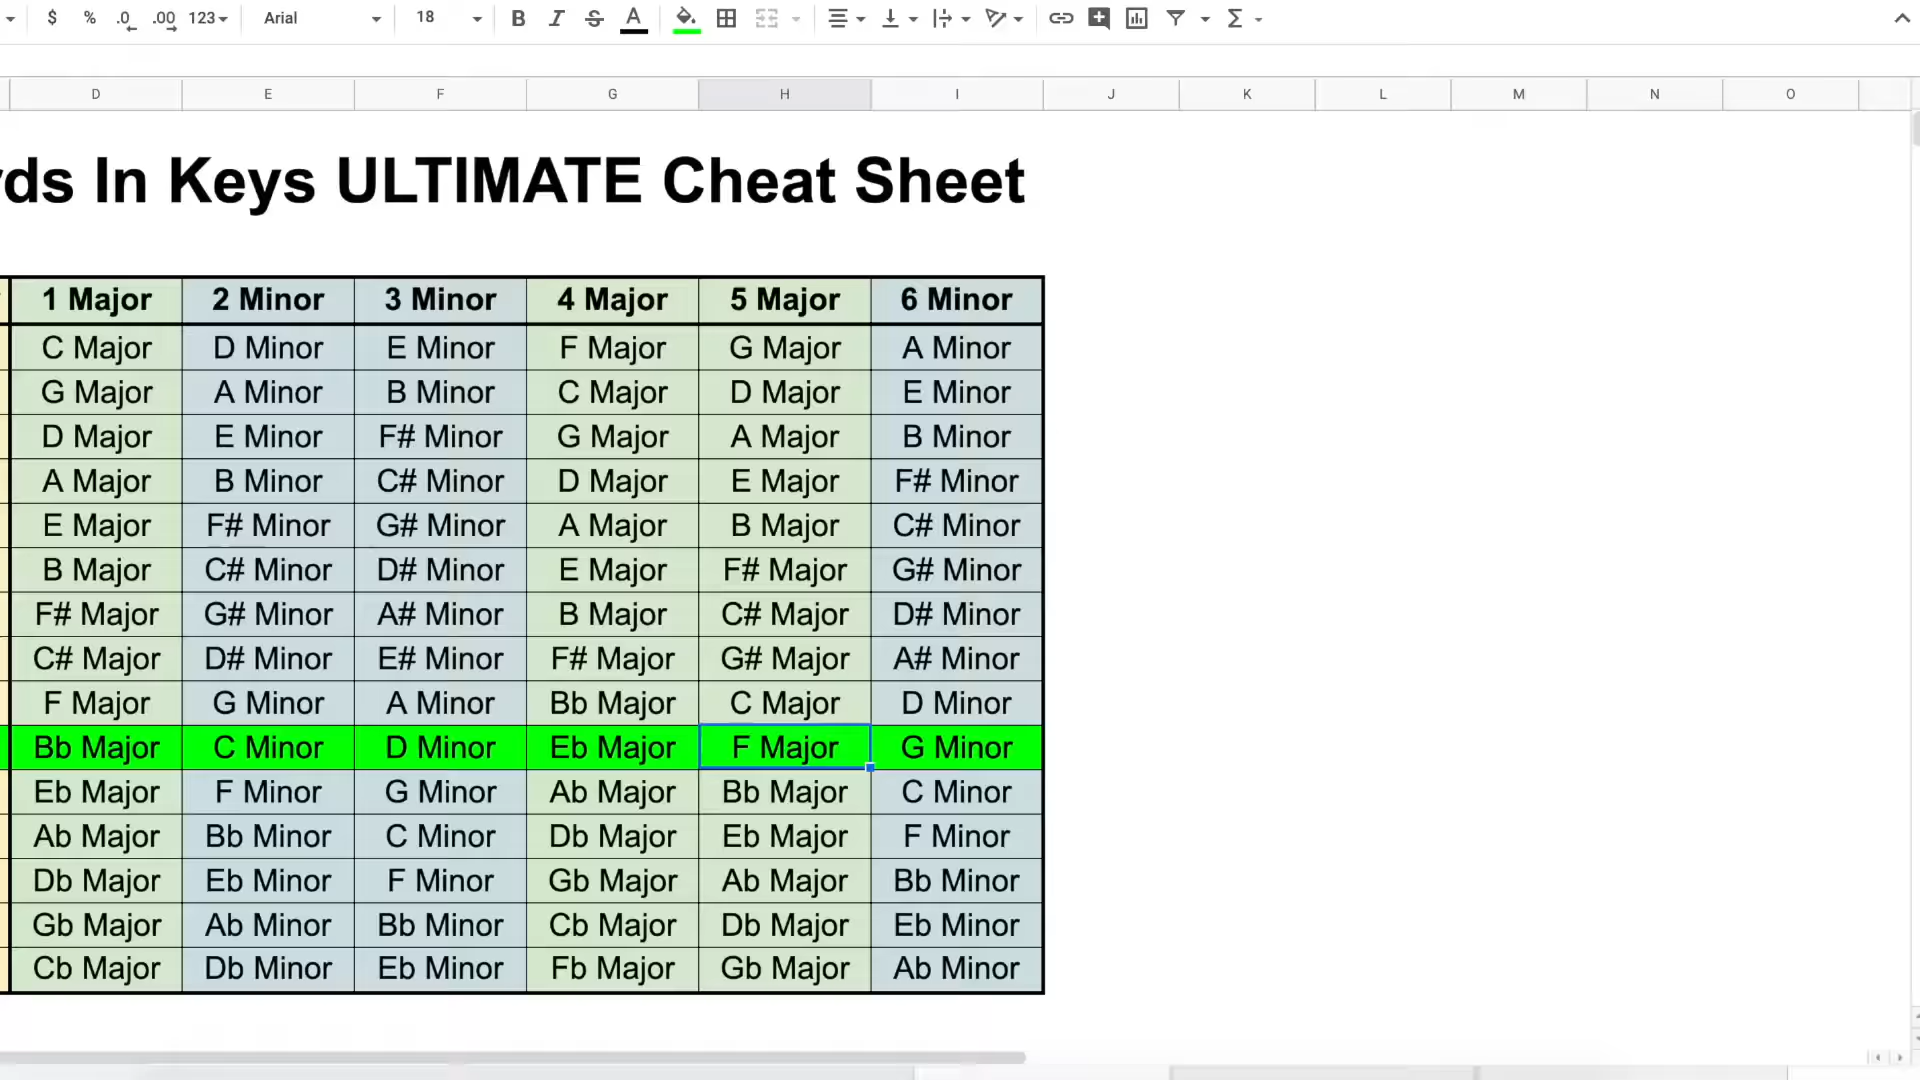 $ % .0 .00 123 Arial 18 B I S A Σ
D E F G H I J K L M N O
rds In Keys ULTIMATE Cheat Sheet
1 Major 2 Minor 3 Minor 4 Major 5 Major 6 Minor
C Major D Minor E Minor F Major G Major A Minor
G Major A Minor B Minor C Major D Major E Minor
D Major E Minor F# Minor G Major A Major B Minor
A Major B Minor C# Minor D Major E Major F# Minor
E Major F# Minor G# Minor A Major B Major C# Minor
B Major C# Minor D# Minor E Major F# Major G# Minor
F# Major G# Minor A# Minor B Major C# Major D# Minor
C# Major D# Minor E# Minor F# Major G# Major A# Minor
F Major G Minor A Minor Bb Major C Major D Minor
Bb Major C Minor D Minor Eb Major F Major G Minor
Eb Major F Minor G Minor Ab Major Bb Major C Minor
Ab Major Bb Minor C Minor Db Major Eb Major F Minor
Db Major Eb Minor F Minor Gb Major Ab Major Bb Minor
Gb Major Ab Minor Bb Minor Cb Major Db Major Eb Minor
Cb Major Db Minor Eb Minor Fb Major Gb Major Ab Minor